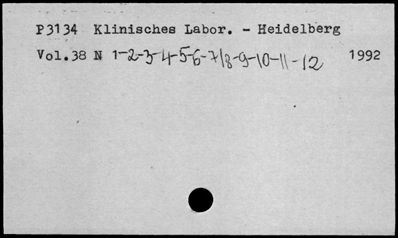 P3134 Klinisches Labor. - Heidelberg
Vol.38 N 1-2-3-4-5-6-7/8-9-10-11-12 1992